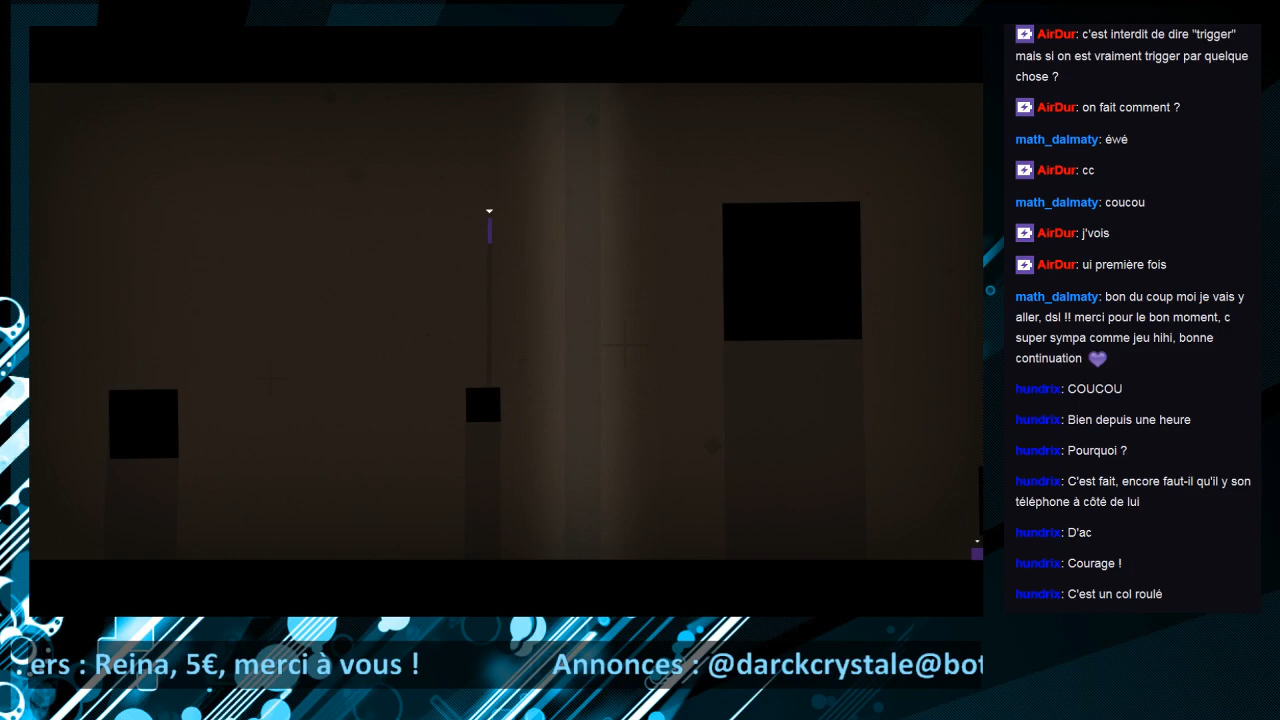 AirDur: c'est interdit de dire "trigger"
mais si on est vraiment trigger par quelque
chose ?
AirDur: on fait comment ?
math_dalmaty: éwé
AirDur: cc
math_dalmaty: coucou
AirDur: j'vois
AirDur: ui première fois
math_dalmaty: bon du coup moi je vais y
aller, dsl !! merci pour le bon moment, c
super sympa comme jeu hihi, bonne
continuation
hundrix: COUCOU
hundrix: Bien depuis une heure
hundrix: Pourquoi ?
hundrix: C'est fait, encore faut-il qu'il y son
téléphone à côté de lui
hundrix: D'ac
hundrix: Courage !
hundrix: C'est un col roulé
ers : Reina, 5€, merci à vous ! Annonces : @darckcrystale@bot